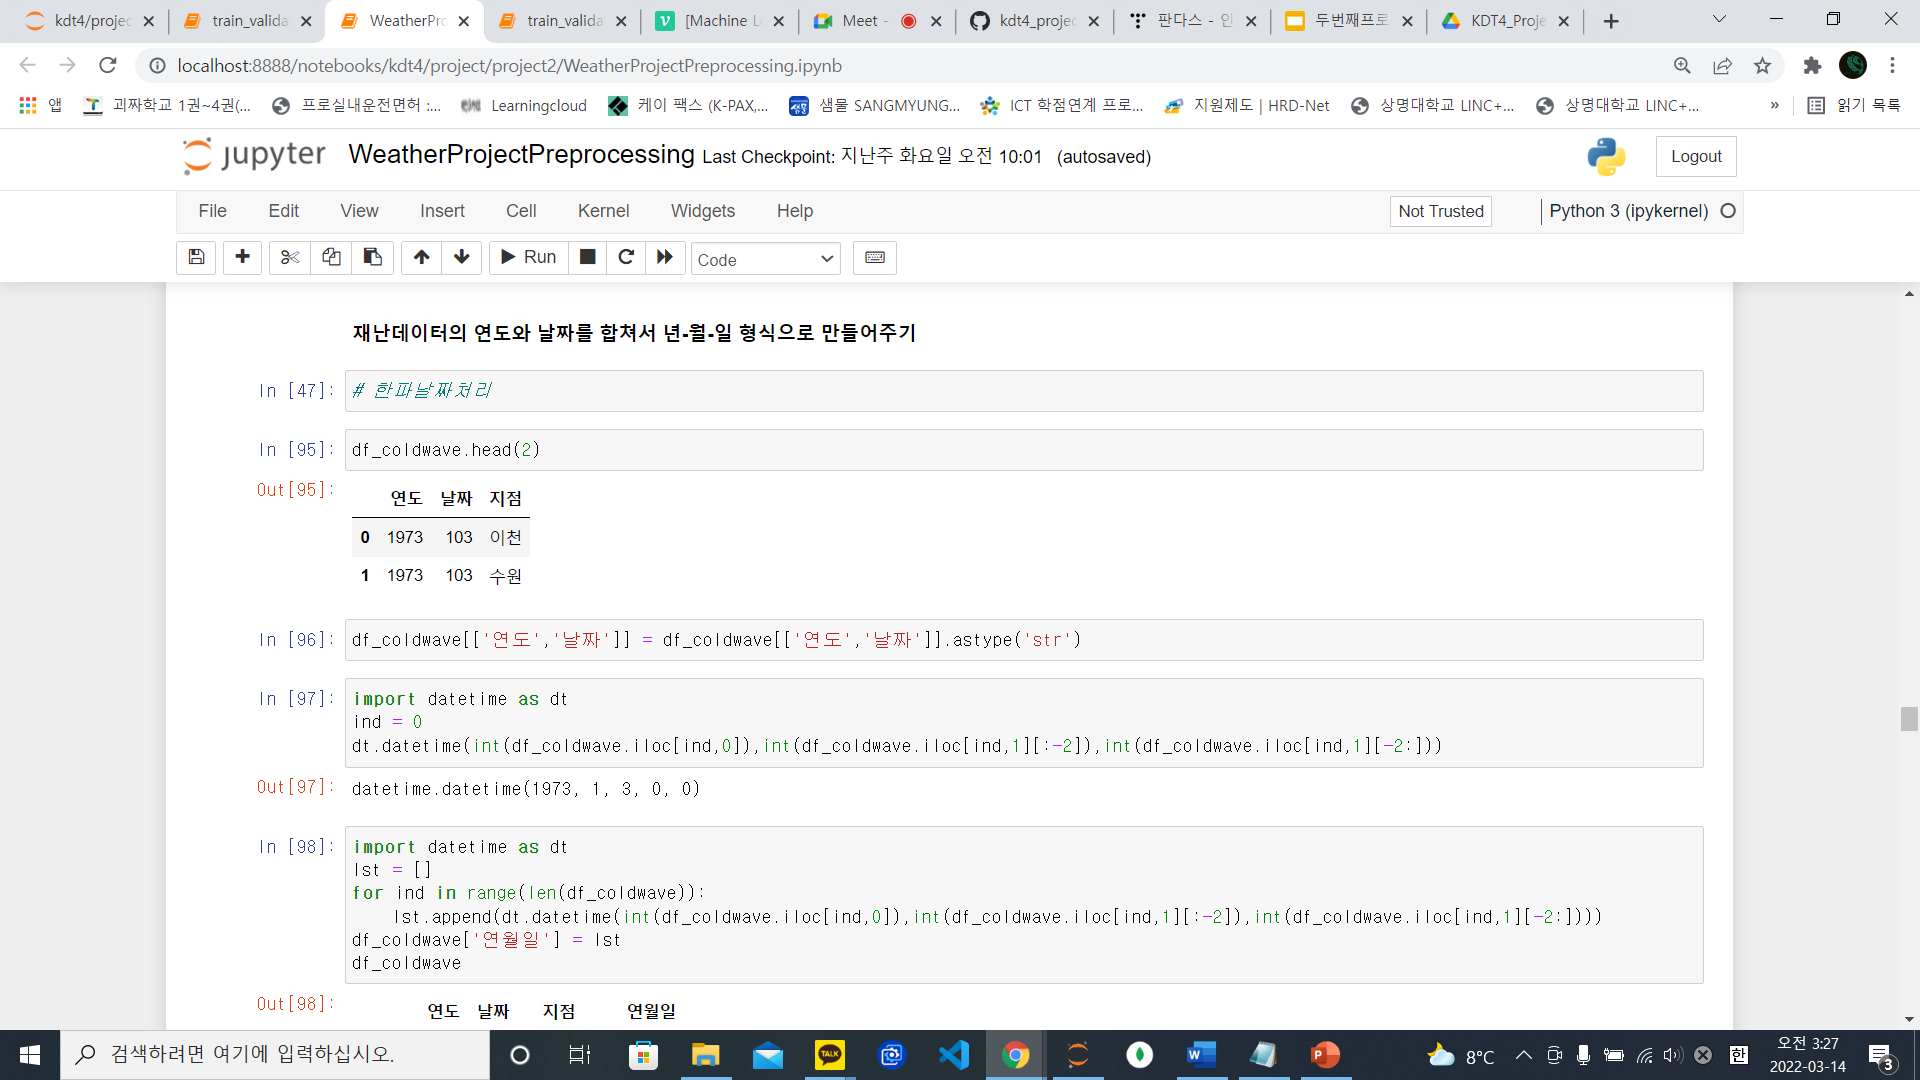 kdt4/projec
train_valida
WeatherPro
train_valida
[Machine Le
Meet -
kdt4_projec
판다스 - 인
두번째프로
KDT4_Proje
localhost:8888/notebooks/kdt4/project/project2/WeatherProjectPreprocessing.ipynb
앱
괴짜학교 1권~4권(...
프로실내운전면허 :...
Learningcloud
케이 팩스 (K-PAX,...
샘물 SANGMYUNG...
ICT 학점연계 프로...
지원제도 | HRD-Net
상명대학교 LINC+...
상명대학교 LINC+...
»
읽기 목록
jupyter WeatherProjectPreprocessing Last Checkpoint: 지난주 화요일 오전 10:01 (autosaved)
Logout
File Edit View Insert Cell Kernel Widgets Help
Not Trusted
Python 3 (ipykernel)
Run
Code
재난데이터의 연도와 날짜를 합쳐서 년-월-일 형식으로 만들어주기
In [47]: # 한파날짜처리
In [95]: df_coldwave.head(2)
Out[95]:
연도 날짜 지점
0 1973 103 이천
1 1973 103 수원
In [96]: df_coldwave[['연도','날짜']] = df_coldwave[['연도','날짜']].astype('str')
In [97]: import datetime as dt
ind = 0
dt.datetime(int(df_coldwave.iloc[ind,0]),int(df_coldwave.iloc[ind,1][:-2]),int(df_coldwave.iloc[ind,1][-2:]))
Out[97]: datetime.datetime(1973, 1, 3, 0, 0)
In [98]: import datetime as dt
lst = []
for ind in range(len(df_coldwave)):
    lst.append(dt.datetime(int(df_coldwave.iloc[ind,0]),int(df_coldwave.iloc[ind,1][:-2]),int(df_coldwave.iloc[ind,1][-2:])))
df_coldwave['연월일'] = lst
df_coldwave
Out[98]:
연도 날짜 지점 연월일
검색하려면 여기에 입력하십시오.
TALK
8°C
한
오전 3:27
2022-03-14
3